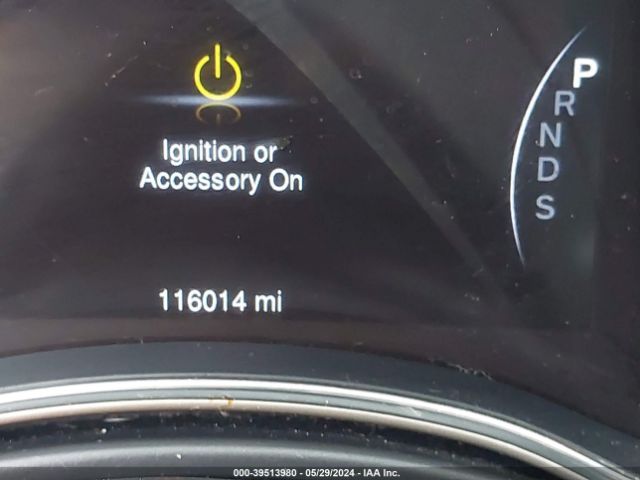 Ignition or
Accessory On
P
R
N
D
S
116014 mi
000-39513980 - 05/29/2024 - IAA Inc.